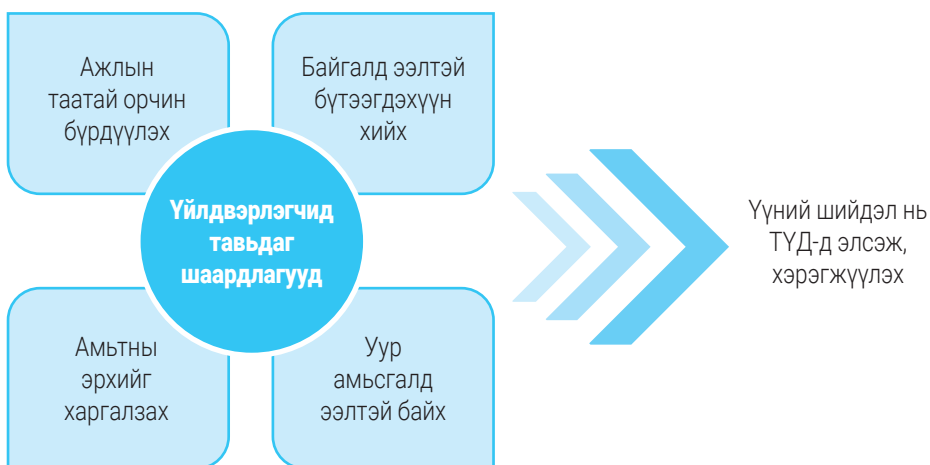 Ажлын
таатай орчин
бүрдүүлэх
Байгалд ээлтэй
бүтээгдэхүүн
хийх
Үйлдвэрлэгчид
тавьдаг
шаардлагууд
Амьтны
эрхийг
харгалзах
Уур
амьсгалд
ээлтэй байх
Үүний шийдэл нь
ТҮД-д элсэж,
хэрэгжүүлэх